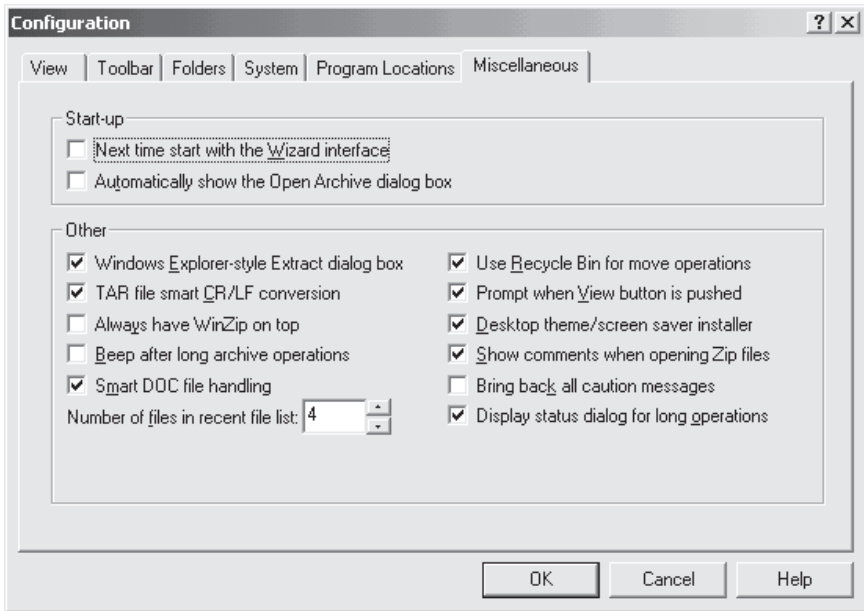 Configuration
View Toolbar Folders System Program Locations Miscellaneous
Start-up
Next time start with the Wizard interface
Automatically show the Open Archive dialog box
Other
Windows Explorer-style Extract dialog box
TAR file smart CR/LF conversion
Always have WinZip on top
Beep after long archive operations
Smart DOC file handling
Number of files in recent file list: 4
Use Recycle Bin for move operations
Prompt when View button is pushed
Desktop theme/screen saver installer
Show comments when opening Zip files
Bring back all caution messages
Display status dialog for long operations
OK Cancel Help